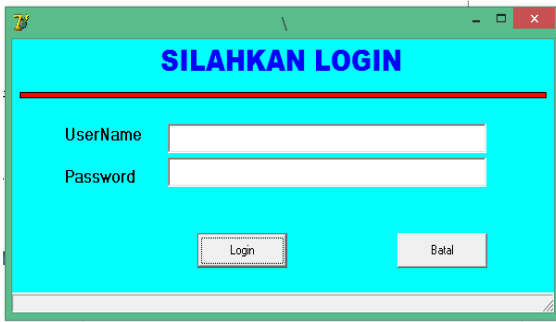 \
SILAHKAN LOGIN
UserName
Password
Login
Batal